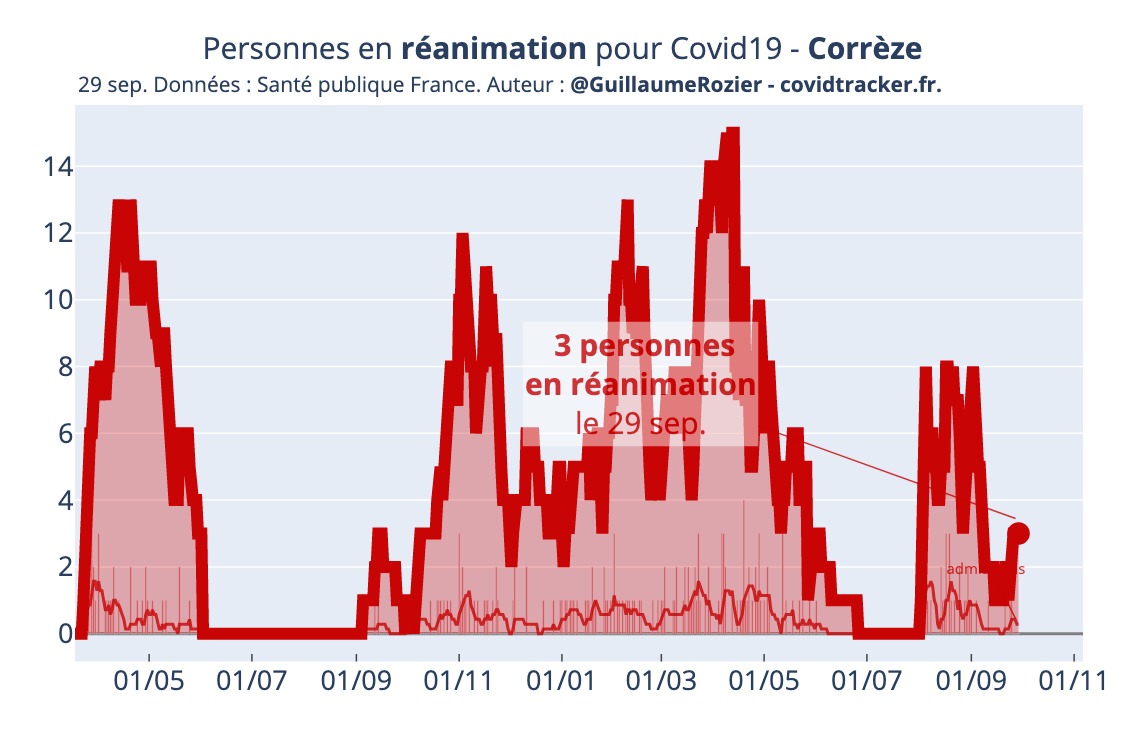 Personnes en réanimation pour Covid19 - Corrèze
29 sep. Données : Santé publique France. Auteur : @GuillaumeRozier - covidtracker.fr.
14
12
10
8
6
4
2
0
3 personnes
en réanimation
le 29 sep.
01/05 01/07 01/09 01/11 01/01 01/03 01/05 01/07 01/09 01/11